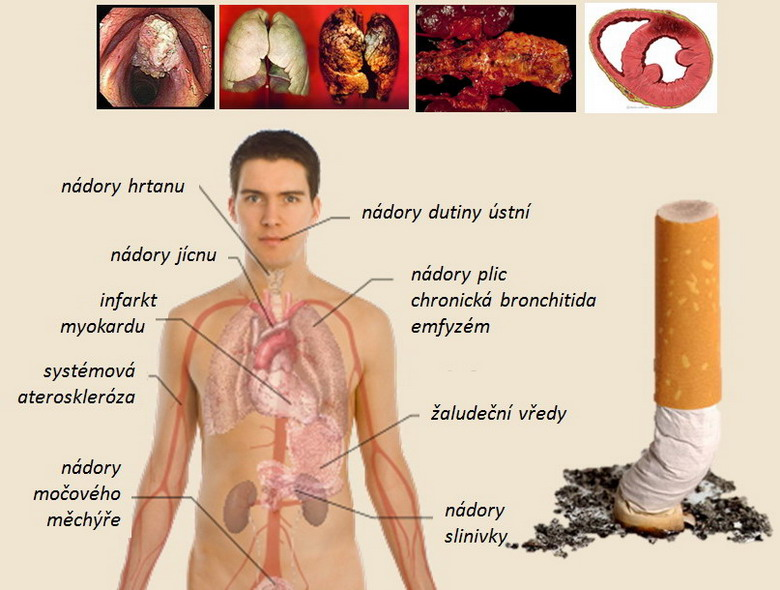 nádory hrtanu
nádory dutiny ústní
nádory jícnu
nádory plic
chronická bronchitida
emfyzém
infarkt
myokardu
systémová
ateroskleróza
žaludeční vředy
nádory
močového
měchýře
nádory
slinivky